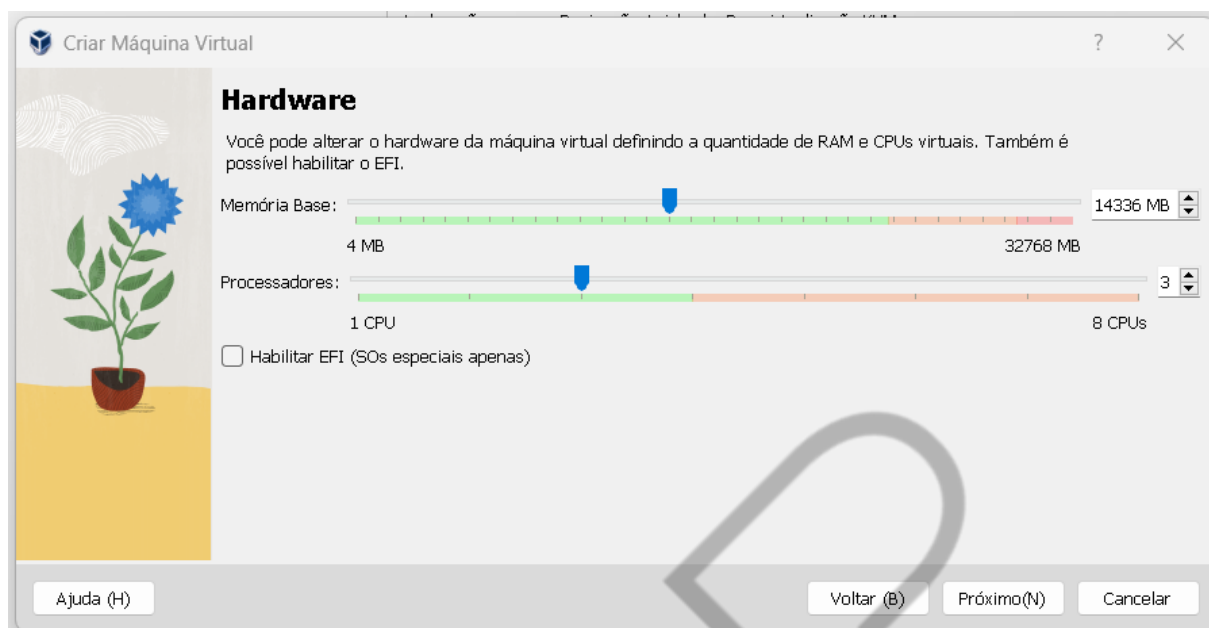 Criar Máquina Virtual
?
Hardware
Você pode alterar o hardware da máquina virtual definindo a quantidade de RAM e CPUs virtuais. Também é
possível habilitar o EFI.
Memória Base:
14336 MB
4 MB
32768 MB
Processadores:
3
1 CPU
8 CPUs
Habilitar EFI (SOs especiais apenas)
Ajuda (H)
Voltar (B)
Próximo(N)
Cancelar